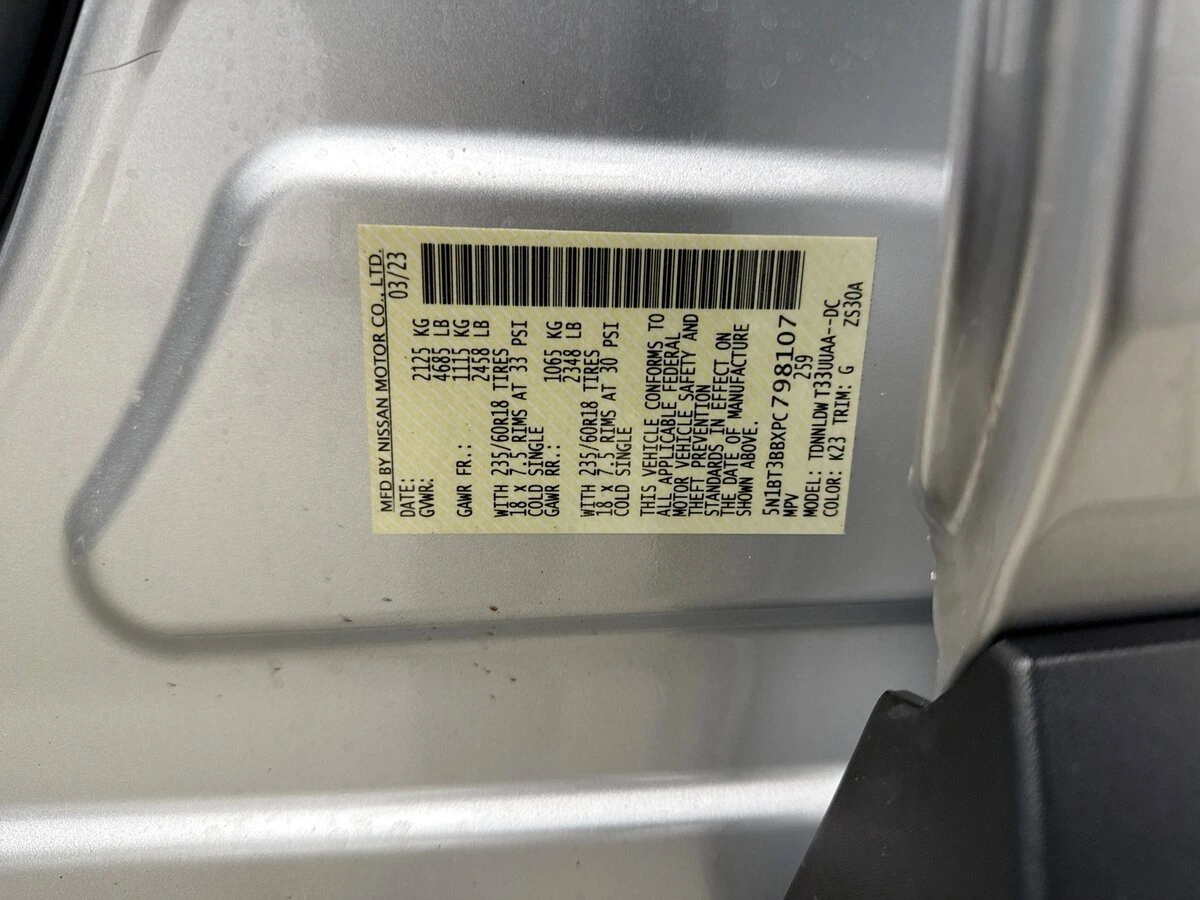 MFD BY NISSAN MOTOR CO., LTD.
DATE: 03/23
GVWR: 2125 KG
4685 LB
GAWR FR.: 1115 KG
2458 LB
WITH 235/60R18 TIRES
18 X 7.5 RIMS AT 33 PSI
COLD SINGLE
GAWR RR.: 1065 KG
2348 LB
WITH 235/60R18 TIRES
18 X 7.5 RIMS AT 30 PSI
COLD SINGLE
THIS VEHICLE CONFORMS TO
ALL APPLICABLE FEDERAL
MOTOR VEHICLE SAFETY AND
THEFT PREVENTION
STANDARDS IN EFFECT ON
THE DATE OF MANUFACTURE
SHOWN ABOVE.
5N1BT3BBXPC798107
MPV 259
MODEL: TDNNLDW T33UUAA--DC
COLOR: K23 TRIM: G ZS30A